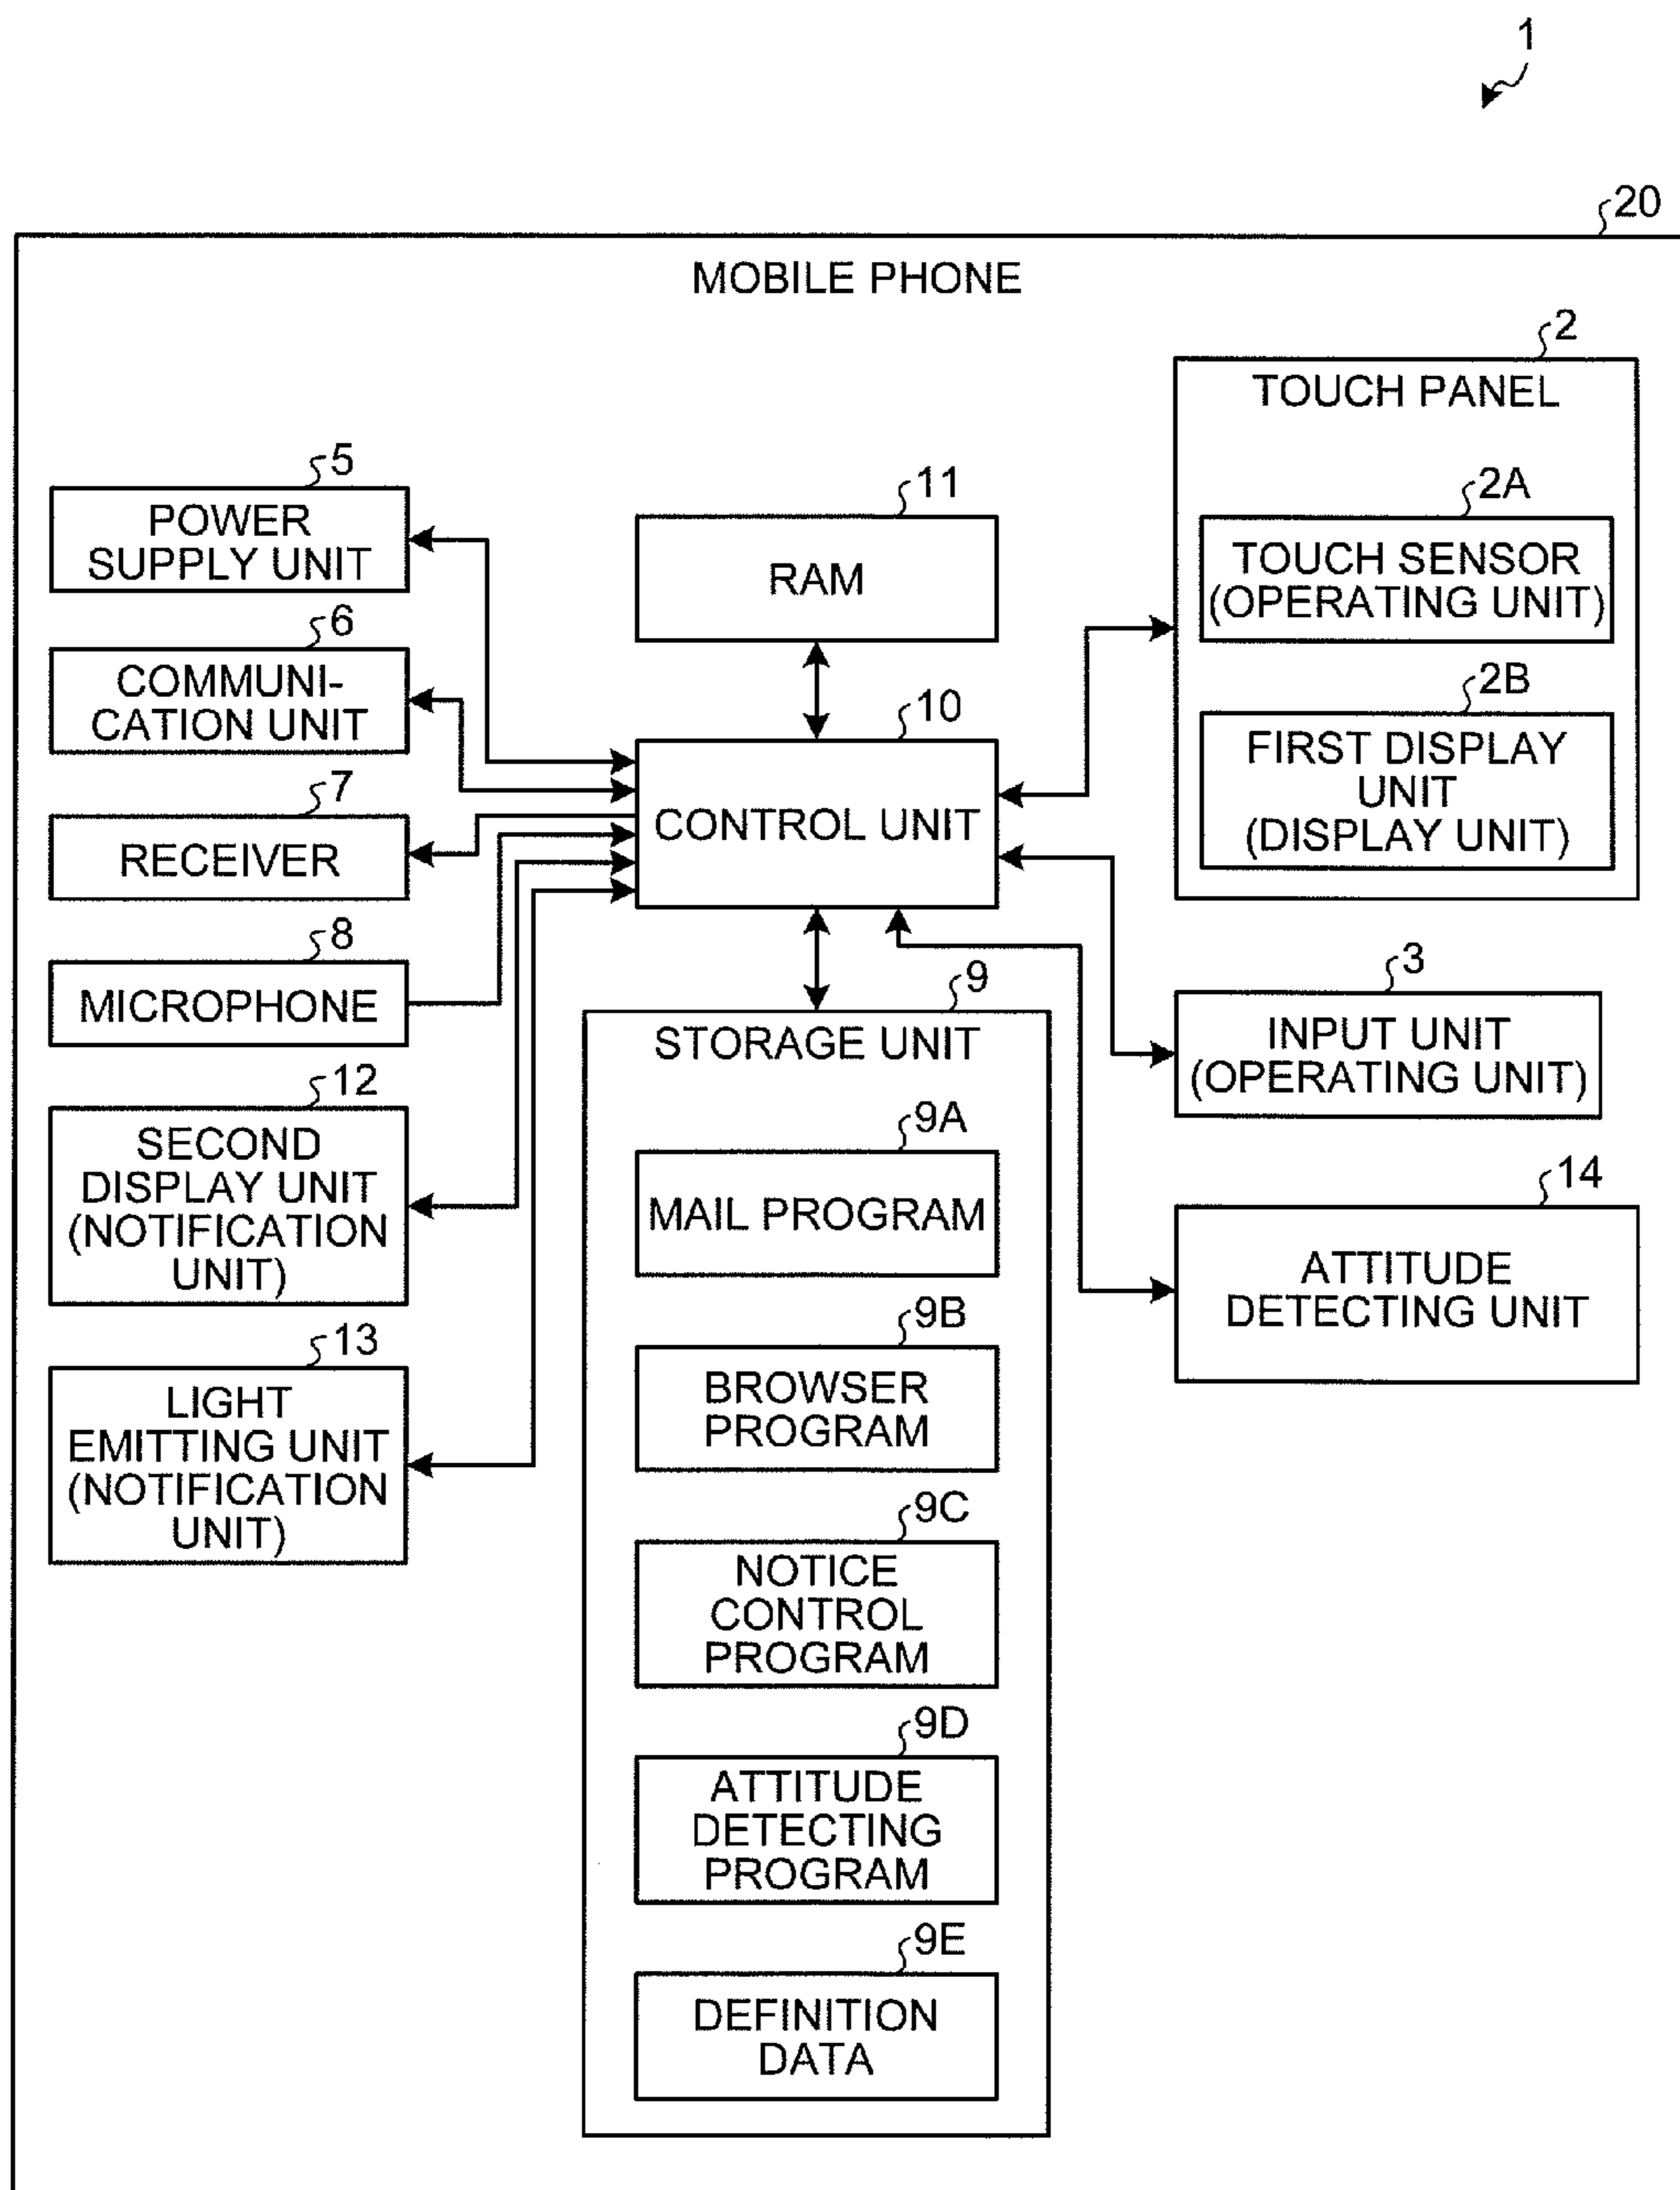 1
20
MOBILE PHONE
2
TOUCH PANEL
2A
TOUCH SENSOR
(OPERATING UNIT)
2B
FIRST DISPLAY
UNIT
(DISPLAY UNIT)
5
POWER
SUPPLY UNIT
11
RAM
6
COMMUNI-
CATION UNIT
10
CONTROL UNIT
7
RECEIVER
8
MICROPHONE
3
INPUT UNIT
(OPERATING UNIT)
12
SECOND
DISPLAY UNIT
(NOTIFICATION
UNIT)
14
ATTITUDE
DETECTING UNIT
13
LIGHT
EMITTING UNIT
(NOTIFICATION
UNIT)
9
STORAGE UNIT
9A
MAIL PROGRAM
9B
BROWSER
PROGRAM
9C
NOTICE
CONTROL
PROGRAM
9D
ATTITUDE
DETECTING
PROGRAM
9E
DEFINITION
DATA